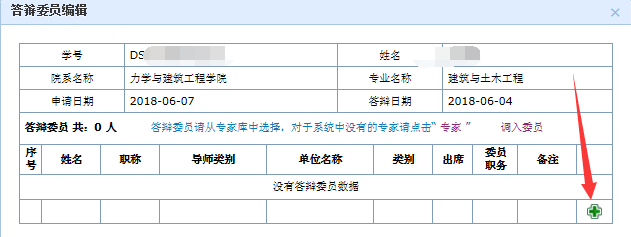 答辩委员编辑
学号 DS 姓名
院系名称 力学与建筑工程学院 专业名称 建筑与土木工程
申请日期 2018-06-07 答辩日期 2018-06-04
答辩委员 共: 0 人 答辩委员请从专家库中选择，对于系统中没有的专家请点击“ 专家 ” 调入委员
序号 姓名 职称 导师类别 单位名称 类别 出席 委员职务 备注
没有答辩委员数据